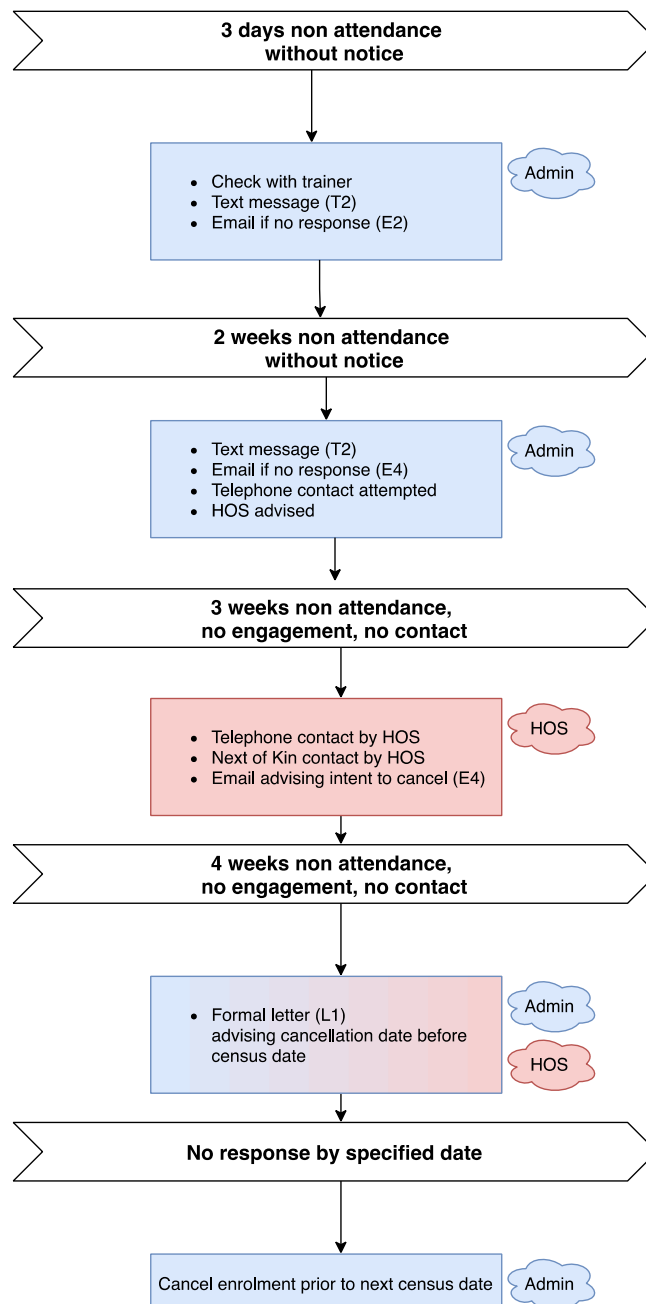 3 days non attendance
without notice
Admin
• Check with trainer
• Text message (T2)
• Email if no response (E2)
2 weeks non attendance
without notice
Admin
• Text message (T2)
• Email if no response (E4)
• Telephone contact attempted
• HOS advised
3 weeks non attendance,
no engagement, no contact
HOS
• Telephone contact by HOS
• Next of Kin contact by HOS
• Email advising intent to cancel (E4)
4 weeks non attendance,
no engagement, no contact
Admin
• Formal letter (L1)
advising cancellation date before
census date
HOS
No response by specified date
Cancel enrolment prior to next census date
Admin